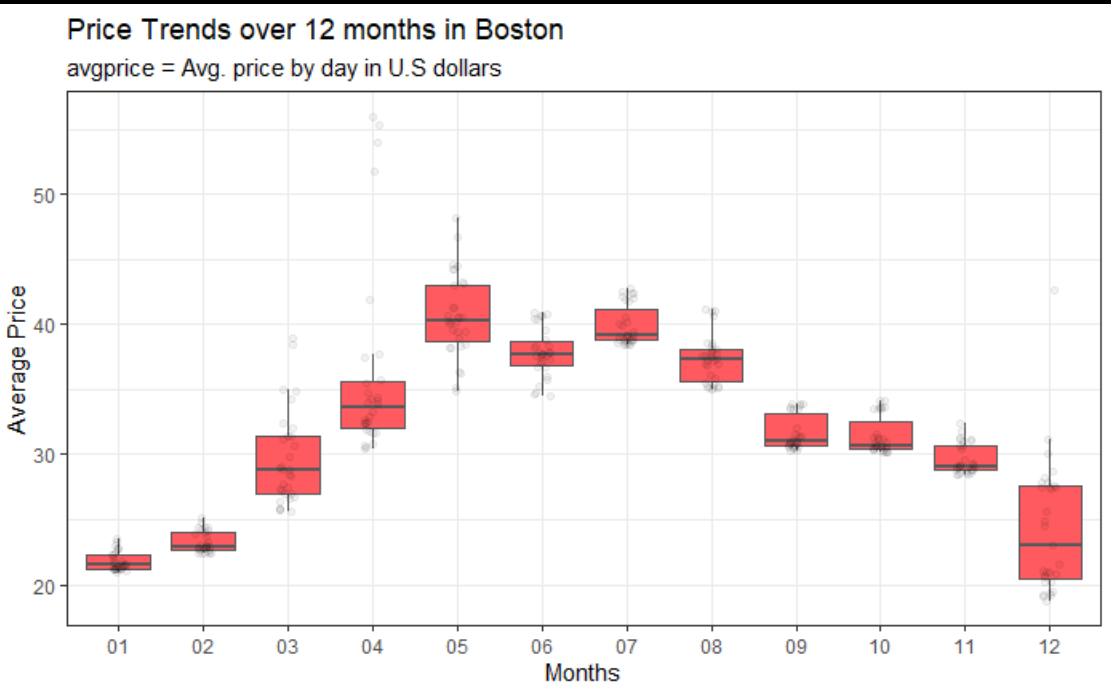 Price Trends over 12 months in Boston
avgprice = Avg. price by day in U.S dollars
Average Price
50
40
30
20
01 02 03 04 05 06 07 08 09 10 11 12
Months